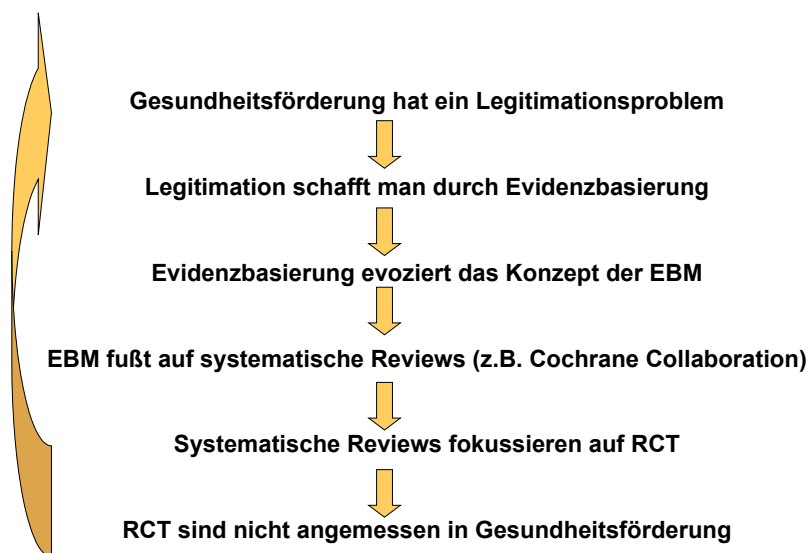 Gesundheitsförderung hat ein Legitimationsproblem
Legitimation schafft man durch Evidenzbasierung
Evidenzbasierung evoziert das Konzept der EBM
EBM fußt auf systematische Reviews (z.B. Cochrane Collaboration)
Systematische Reviews fokussieren auf RCT
RCT sind nicht angemessen in Gesundheitsförderung